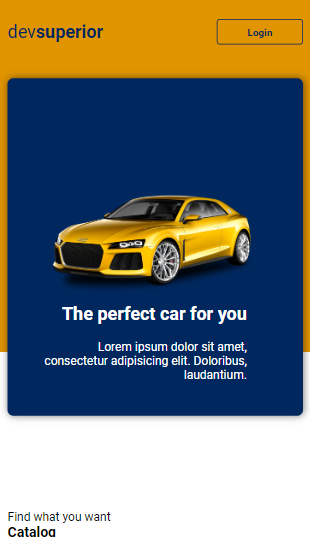 devsuperior
Login
The perfect car for you
Lorem ipsum dolor sit amet,
consectetur adipisicing elit. Doloribus,
laudantium.
Find what you want
Catalog